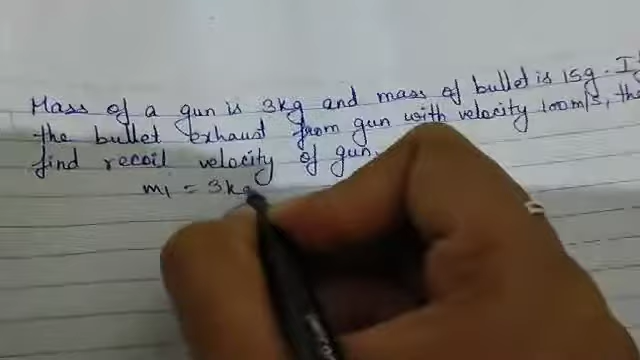 Mass of a gun is 3kg and mass of bullet is 15g. If
the bullet exhaust from gun with velocity 100m/s, the
find recoil velocity of gun.
m1 = 3kg